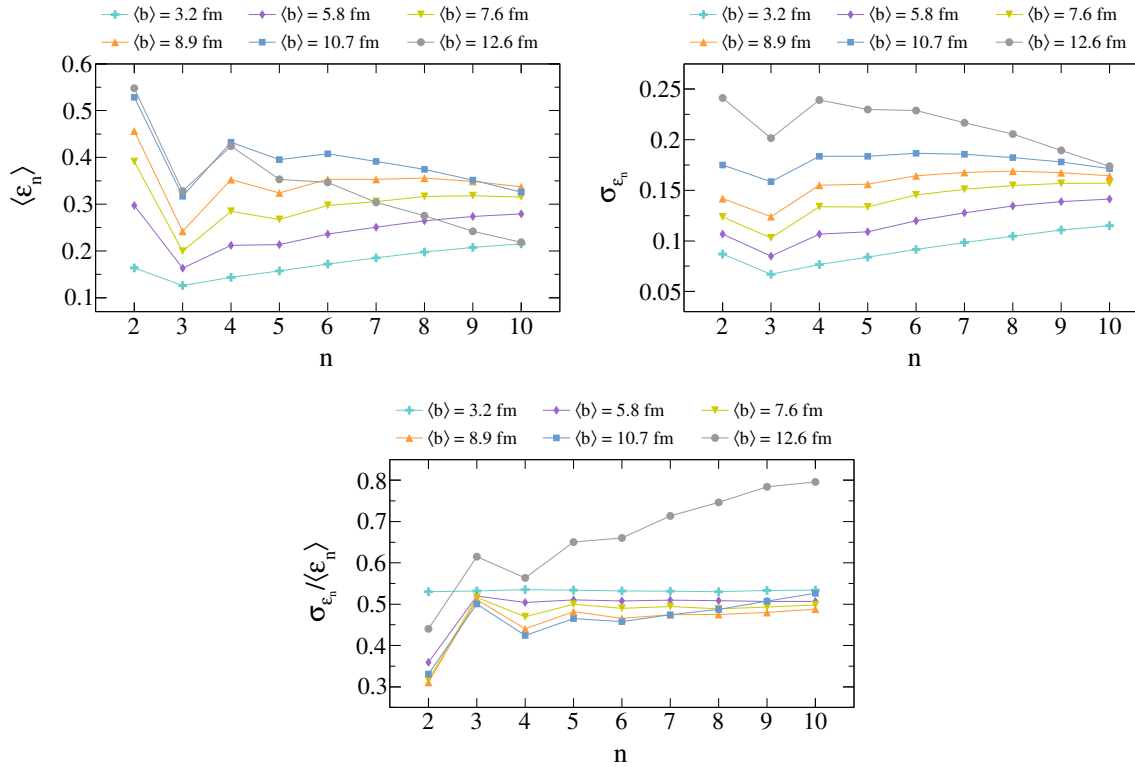 ⟨b⟩ = 3.2 fm ⟨b⟩ = 5.8 fm ⟨b⟩ = 7.6 fm
⟨b⟩ = 8.9 fm ⟨b⟩ = 10.7 fm ⟨b⟩ = 12.6 fm
0.6
0.5
0.4
0.3
0.2
0.1
⟨ε_n⟩
2 3 4 5 6 7 8 9 10
n
⟨b⟩ = 3.2 fm ⟨b⟩ = 5.8 fm ⟨b⟩ = 7.6 fm
⟨b⟩ = 8.9 fm ⟨b⟩ = 10.7 fm ⟨b⟩ = 12.6 fm
0.25
0.2
0.15
0.1
0.05
σ_{ε_n}
2 3 4 5 6 7 8 9 10
n
⟨b⟩ = 3.2 fm ⟨b⟩ = 5.8 fm ⟨b⟩ = 7.6 fm
⟨b⟩ = 8.9 fm ⟨b⟩ = 10.7 fm ⟨b⟩ = 12.6 fm
0.8
0.7
0.6
0.5
0.4
0.3
σ_{ε_n}/⟨ε_n⟩
2 3 4 5 6 7 8 9 10
n